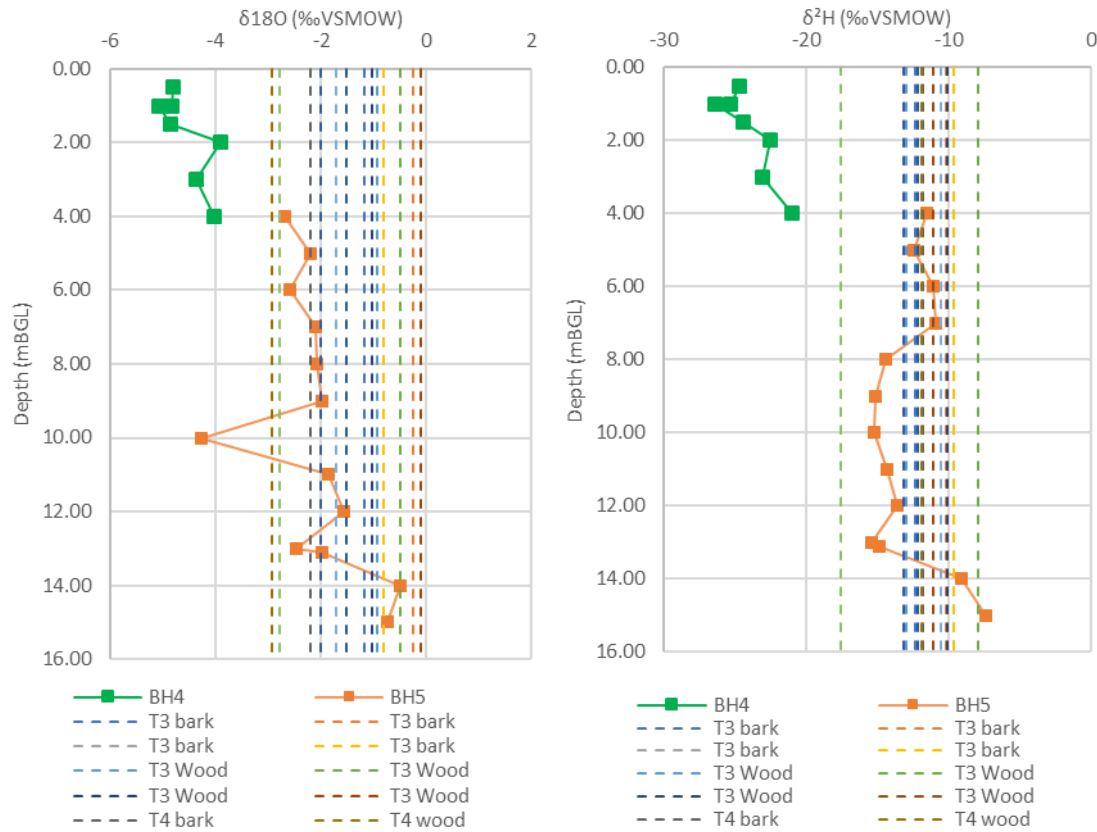 δ18O (‰VSMOW)
-6 -4 -2 0 2
0.00
2.00
4.00
6.00
8.00
10.00
12.00
14.00
16.00
Depth (mBGL)
BH4 BH5
T3 bark T3 bark
T3 bark T3 bark
T3 Wood T3 Wood
T3 Wood T3 Wood
T4 bark T4 wood
δ²H (‰VSMOW)
-30 -20 -10 0
0.00
2.00
4.00
6.00
8.00
10.00
12.00
14.00
16.00
Depth (mBGL)
BH4 BH5
T3 bark T3 bark
T3 bark T3 bark
T3 Wood T3 Wood
T3 Wood T3 Wood
T4 bark T4 wood